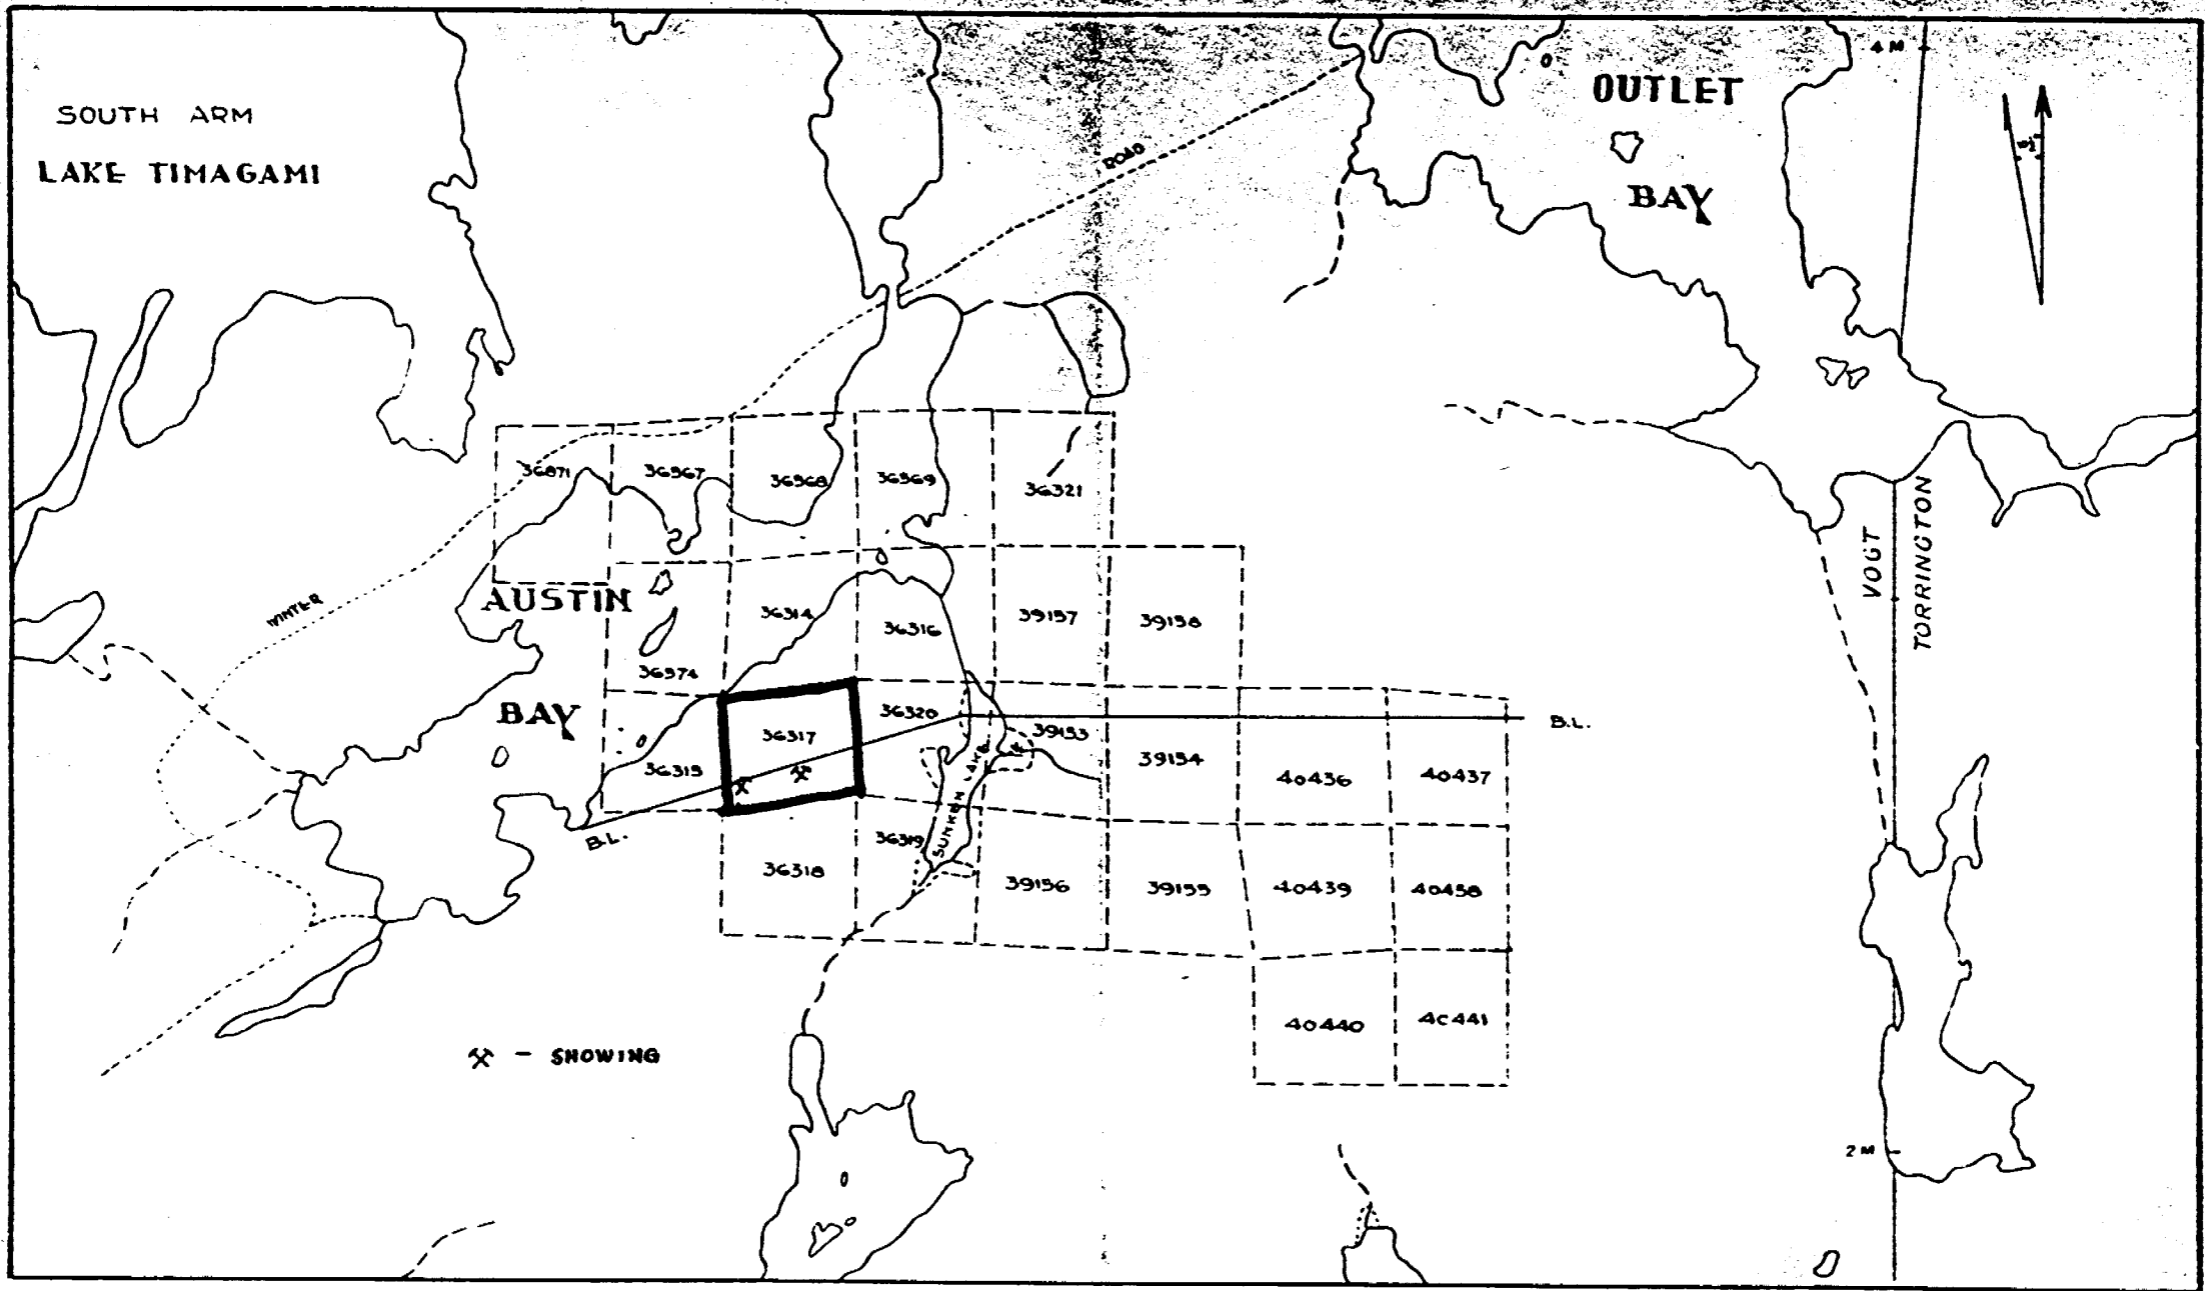 4 M
SOUTH ARM
LAKE TIMAGAMI
OUTLET
BAY
ROAD
36967 36968 36969 36321
WINTER
AUSTIN
BAY
36314 36316 39157 39158
36974
VOGT
TORRINGTON
36317 36320 39153
B.L.
36315 39154 40436 40437
SUNKEN LAKE
B.L.
36318 36319 39156 39155 40439 40438
40440 40441
- SHOWING
2 M